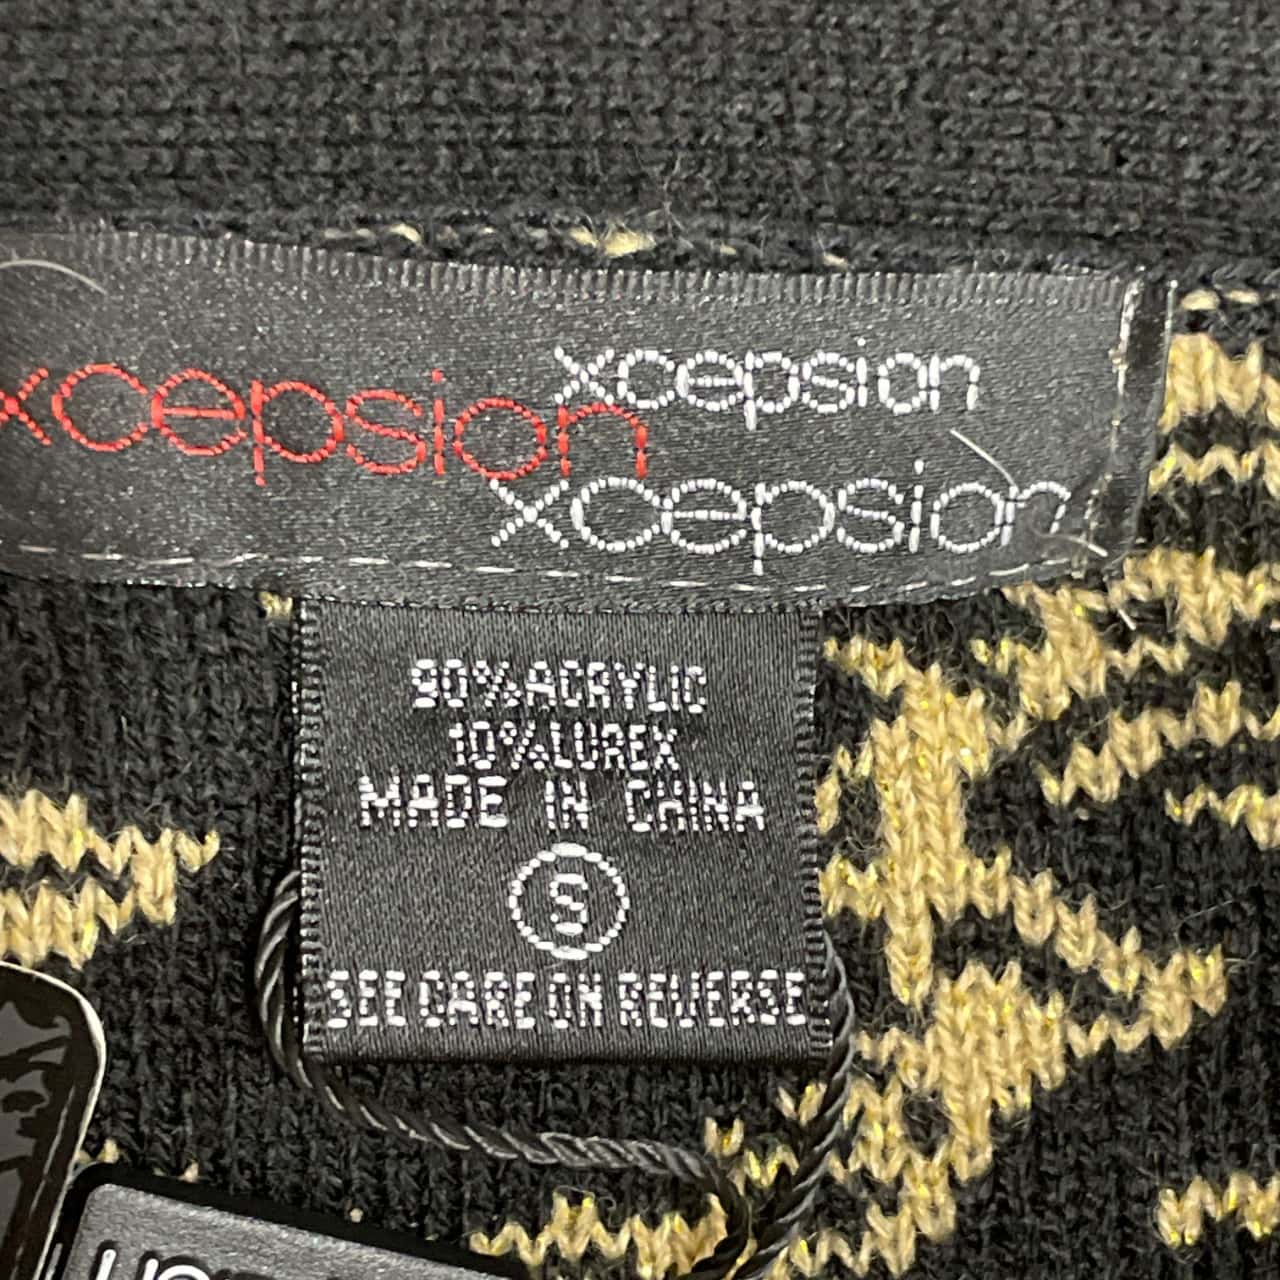 xcepsion
xcepsion
xcepsion
90%ACRYLIC
10%LUREX
MADE IN CHINA
S
SEE CARE ON REVERSE